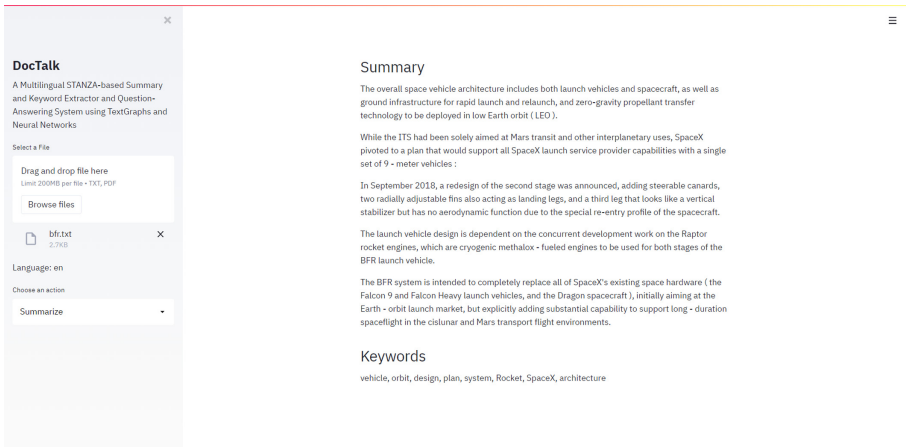 DocTalk
A Multilingual STANZA-based Summary
and Keyword Extractor and Question-
Answering System using TextGraphs and
Neural Networks
Select a File
Drag and drop file here
Limit 200MB per file • TXT, PDF
Browse files
bfr.txt
2.7KB
Language: en
Choose an action
Summarize
Summary
The overall space vehicle architecture includes both launch vehicles and spacecraft, as well as
ground infrastructure for rapid launch and relaunch, and zero-gravity propellant transfer
technology to be deployed in low Earth orbit ( LEO ).
While the ITS had been solely aimed at Mars transit and other interplanetary uses, SpaceX
pivoted to a plan that would support all SpaceX launch service provider capabilities with a single
set of 9 - meter vehicles :
In September 2018, a redesign of the second stage was announced, adding steerable canards,
two radially adjustable fins also acting as landing legs, and a third leg that looks like a vertical
stabilizer but has no aerodynamic function due to the special re-entry profile of the spacecraft.
The launch vehicle design is dependent on the concurrent development work on the Raptor
rocket engines, which are cryogenic methalox - fueled engines to be used for both stages of the
BFR launch vehicle.
The BFR system is intended to completely replace all of SpaceX's existing space hardware ( the
Falcon 9 and Falcon Heavy launch vehicles, and the Dragon spacecraft ), initially aiming at the
Earth - orbit launch market, but explicitly adding substantial capability to support long - duration
spaceflight in the cislunar and Mars transport flight environments.
Keywords
vehicle, orbit, design, plan, system, Rocket, SpaceX, architecture